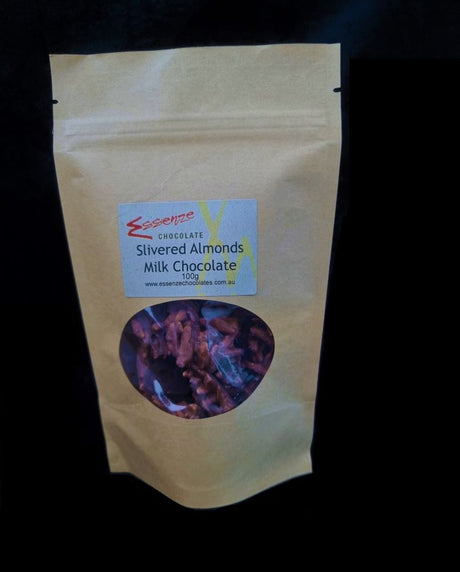 Essenze
CHOCOLATE
Slivered Almonds
Milk Chocolate
100g
www.essenzechocolates.com.au